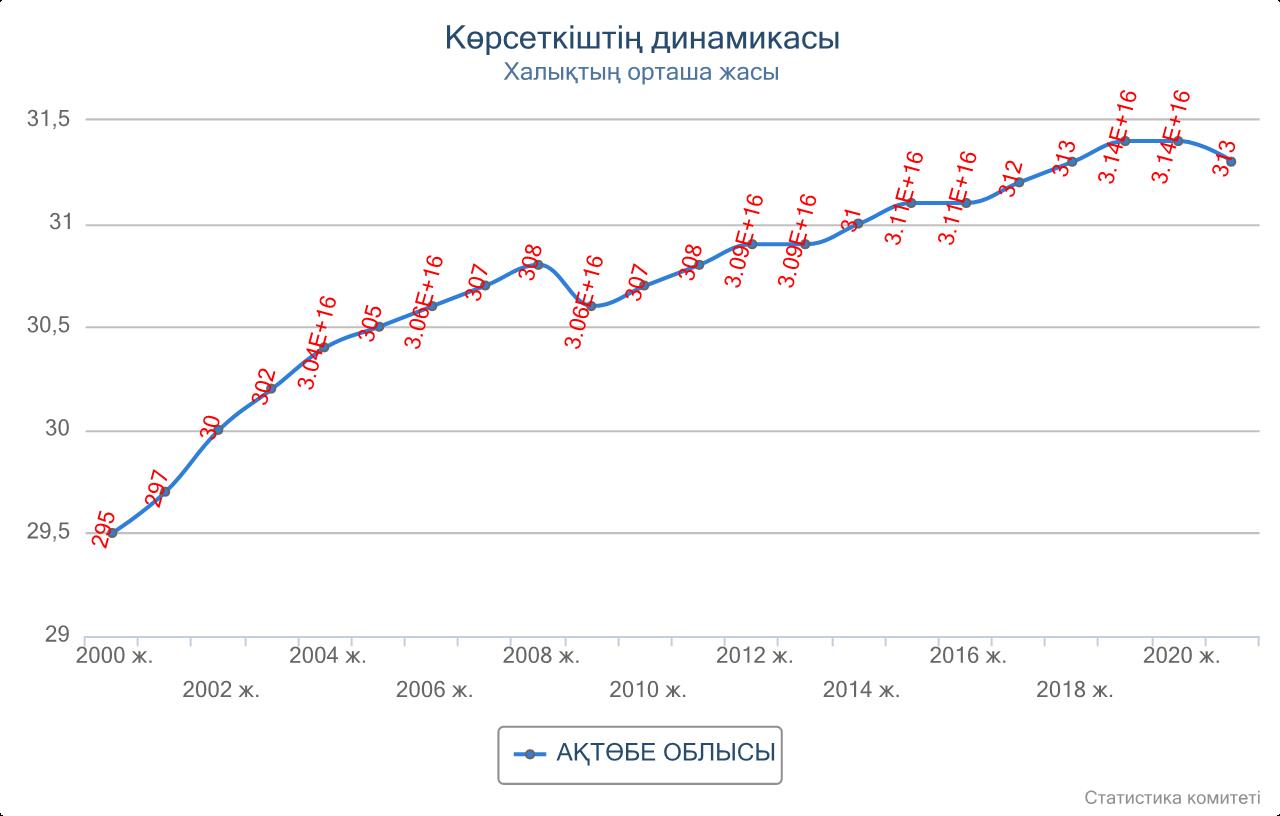 Көрсеткіштің динамикасы
Халықтың орташа жасы
31,5
31
30,5
30
29,5
29
295
297
30
302
3.04E+16
305
3.06E+16
307
308
3.06E+16
307
308
3.09E+16
3.09E+16
31
3.11E+16
3.11E+16
312
313
3.14E+16
3.14E+16
313
2000 ж.
2004 ж.
2008 ж.
2012 ж.
2016 ж.
2020 ж.
2002 ж.
2006 ж.
2010 ж.
2014 ж.
2018 ж.
АҚТӨБЕ ОБЛЫСЫ
Статистика комитеті